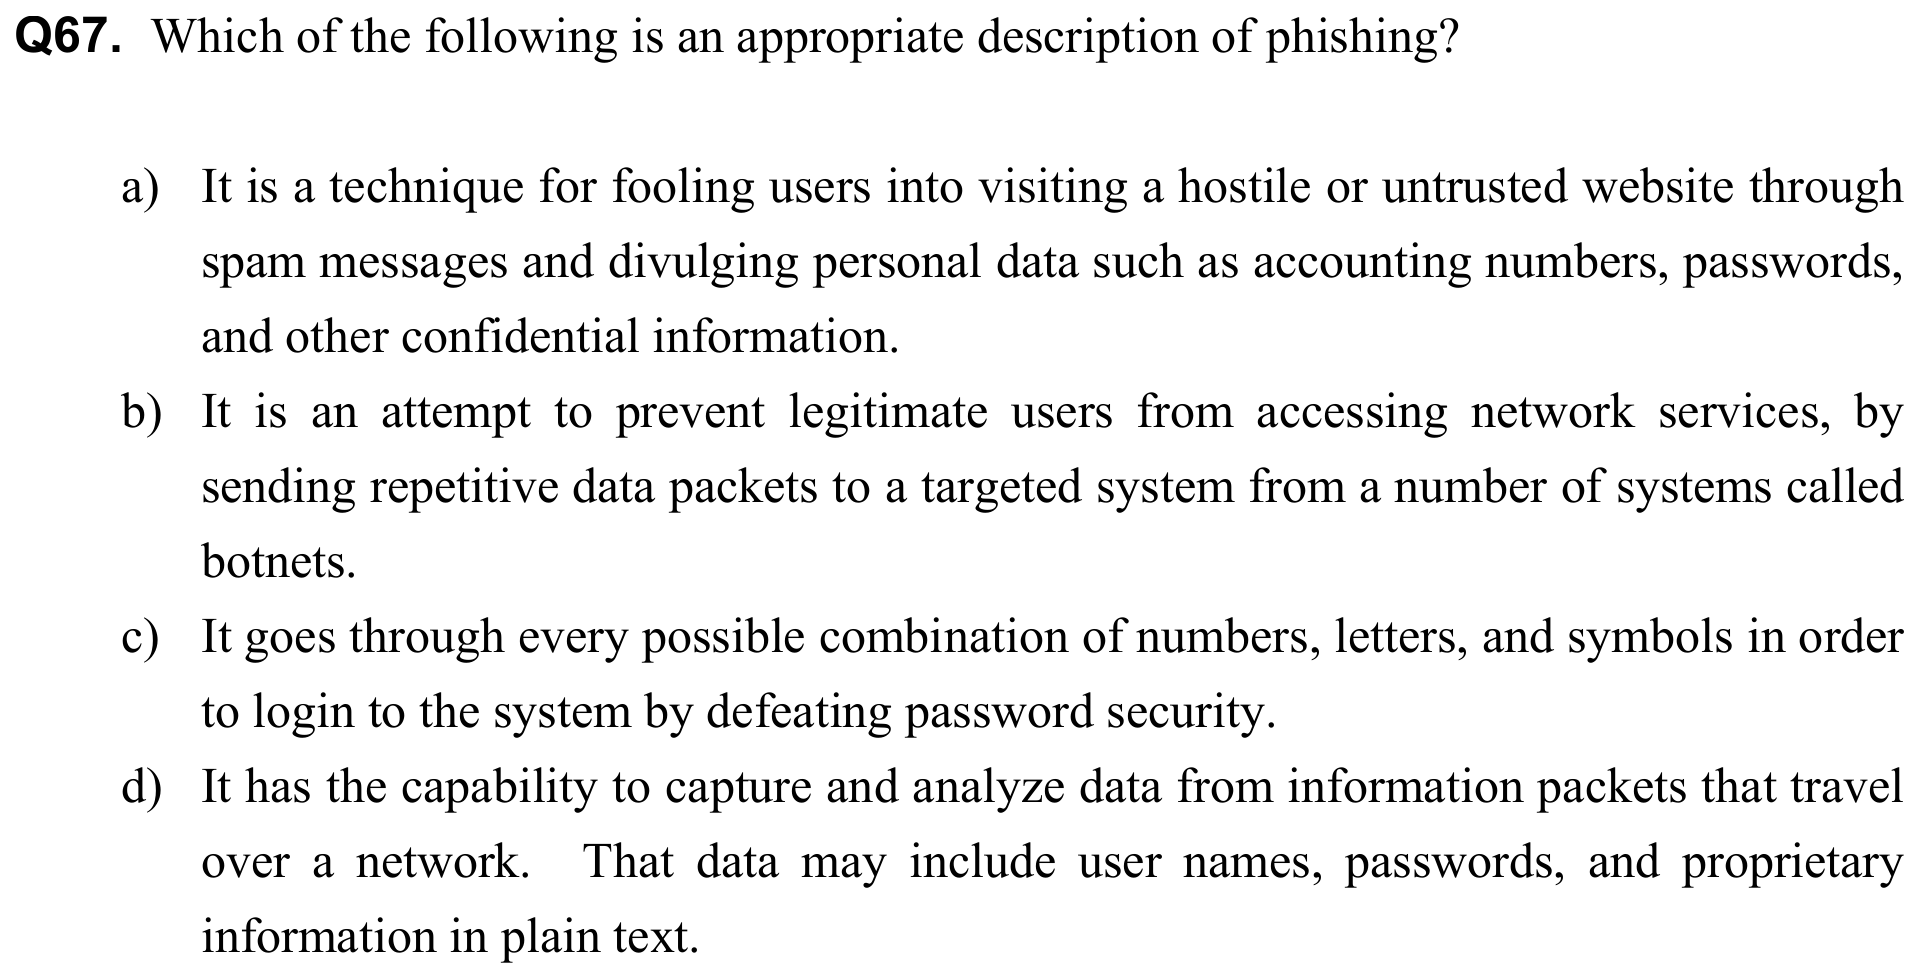 Q67. Which of the following is an appropriate description of phishing?
a) It is a technique for fooling users into visiting a hostile or untrusted website through
spam messages and divulging personal data such as accounting numbers, passwords,
and other confidential information.
b) It is an attempt to prevent legitimate users from accessing network services, by
sending repetitive data packets to a targeted system from a number of systems called
botnets.
c) It goes through every possible combination of numbers, letters, and symbols in order
to login to the system by defeating password security.
d) It has the capability to capture and analyze data from information packets that travel
over a network. That data may include user names, passwords, and proprietary
information in plain text.